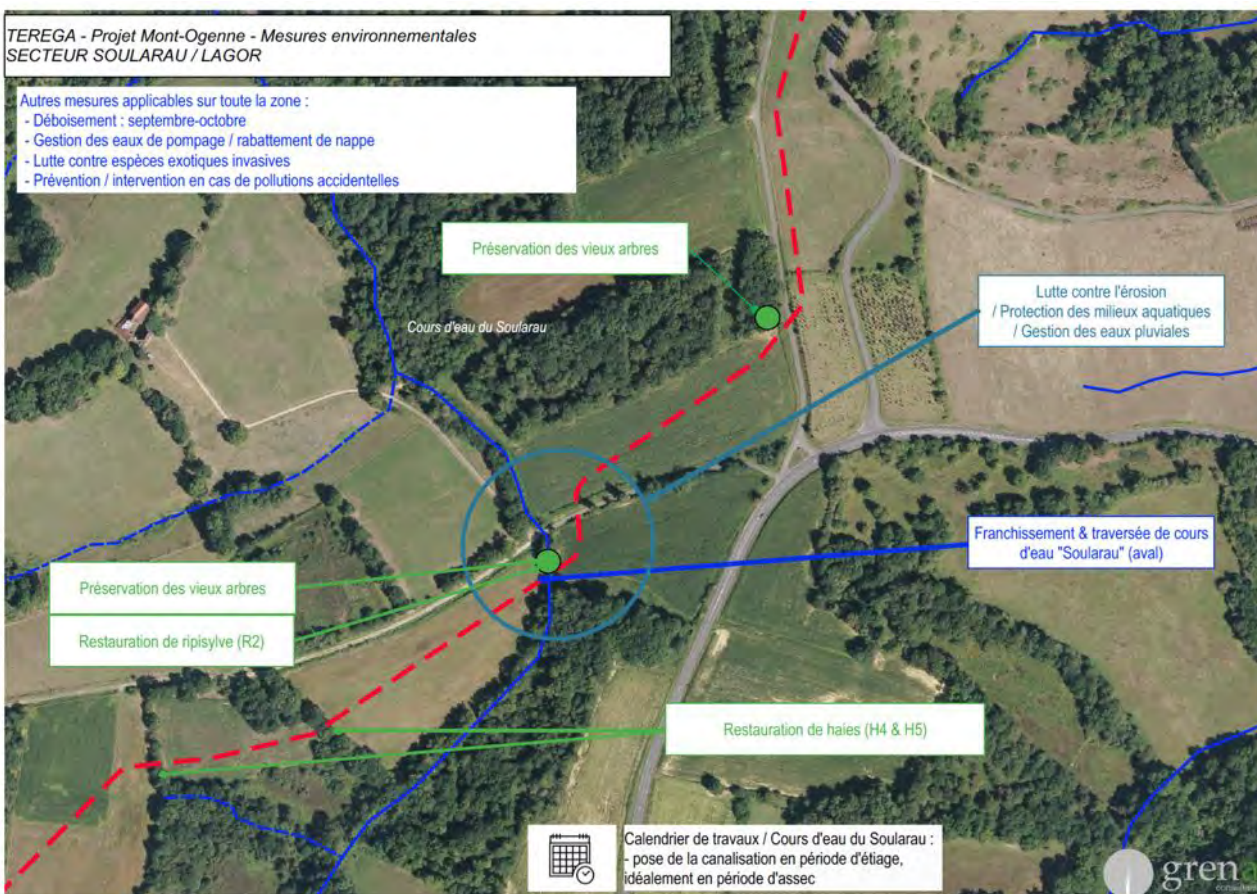 TEREGA - Projet Mont-Ogenne - Mesures environnementales
SECTEUR SOULARAU / LAGOR
Autres mesures applicables sur toute la zone :
- Déboisement : septembre-octobre
- Gestion des eaux de pompage / rabattement de nappe
- Lutte contre espèces exotiques invasives
- Prévention / intervention en cas de pollutions accidentelles
Préservation des vieux arbres
Lutte contre l'érosion
/ Protection des milieux aquatiques
/ Gestion des eaux pluviales
Cours d'eau du Soularau
Franchissement & traversée de cours
d'eau "Soularau" (aval)
Préservation des vieux arbres
Restauration de ripisylve (R2)
Restauration de haies (H4 & H5)
Calendrier de travaux / Cours d'eau du Soularau :
- pose de la canalisation en période d'étiage,
idéalement en période d'assec
gren